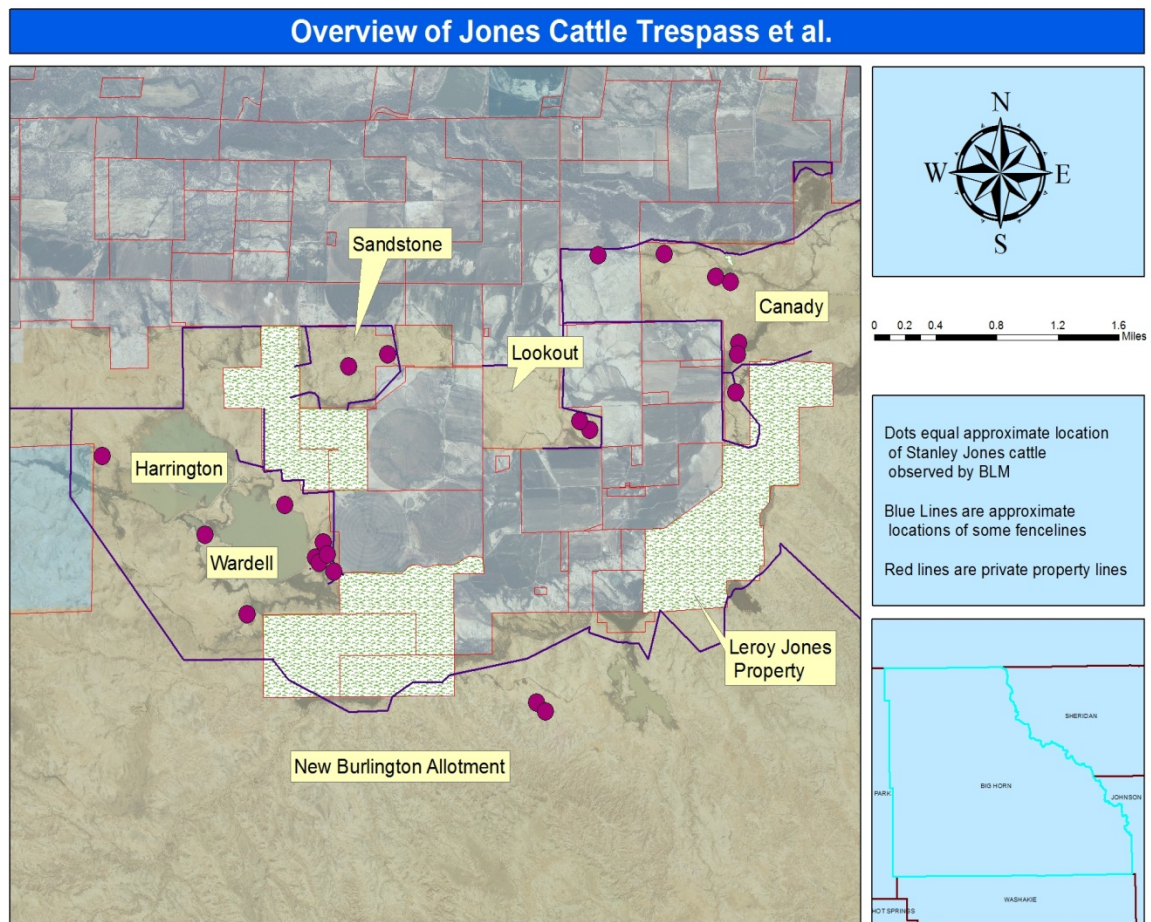 Overview of Jones Cattle Trespass et al.
N
W
E
S
Sandstone
Canady
Lookout
0 0.2 0.4 0.8 1.2 1.6
Miles
Harrington
Dots equal approximate location
of Stanley Jones cattle
observed by BLM
Blue Lines are approximate
locations of some fencelines
Red lines are private property lines
Wardell
Leroy Jones
Property
New Burlington Allotment
SHERIDAN
PARK
BIG HORN
JOHNSON
WASHAKIE
HOT SPRINGS